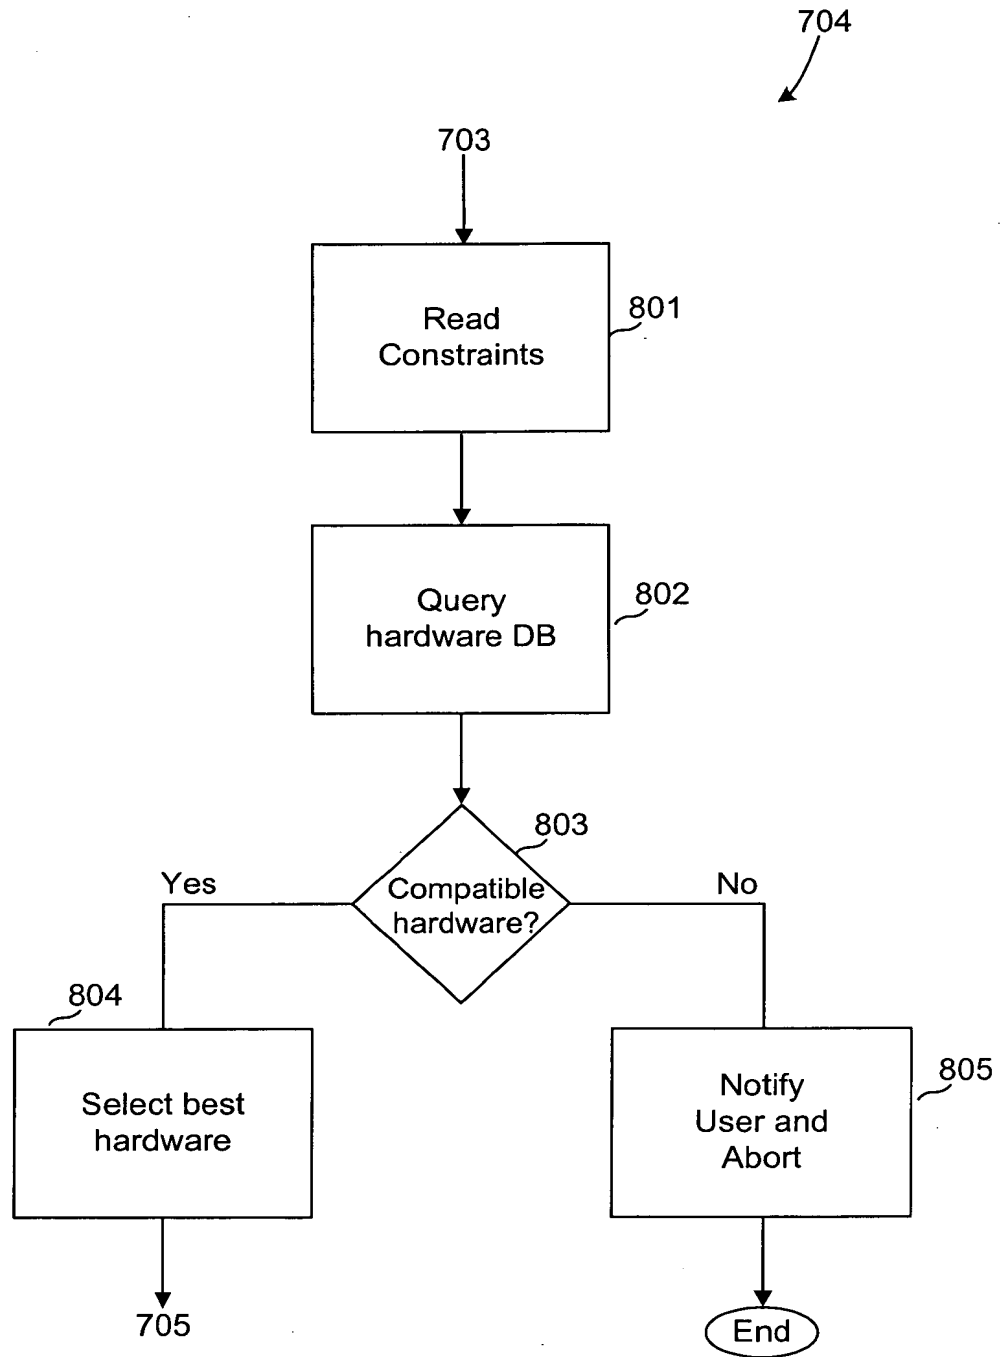 704
703
Read
Constraints
801
Query
hardware DB
802
803
Compatible
hardware?
Yes
No
804
Select best
hardware
805
Notify
User and
Abort
705
End